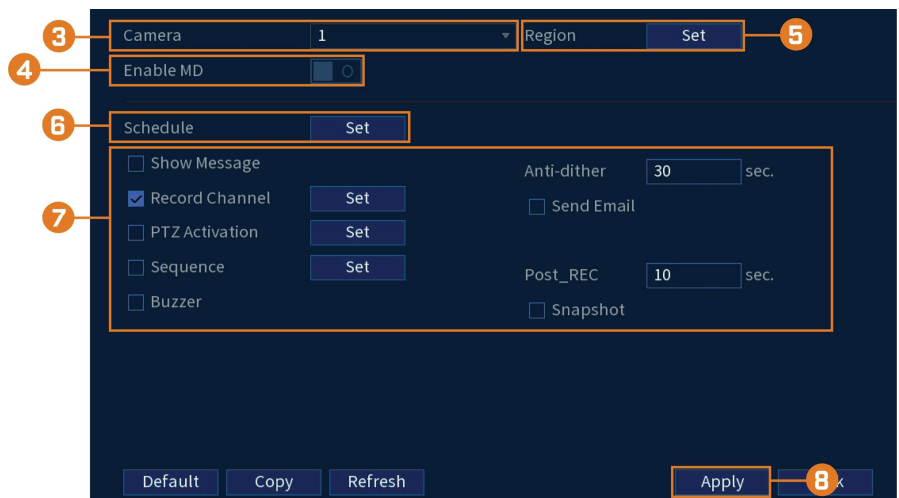 3 Camera 1 Region Set 5
4 Enable MD
6 Schedule Set
Show Message
Anti-dither 30 sec.
Record Channel Set
Send Email
7
PTZ Activation Set
Sequence Set
Post_REC 10 sec.
Buzzer
Snapshot
Default Copy Refresh Apply 8